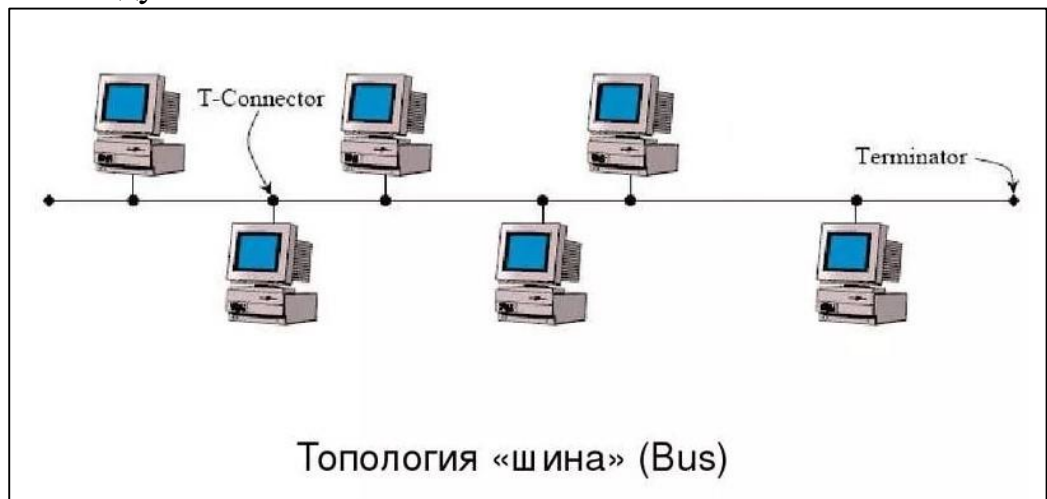 T-Connector
Terminator
Топология «шина» (Bus)